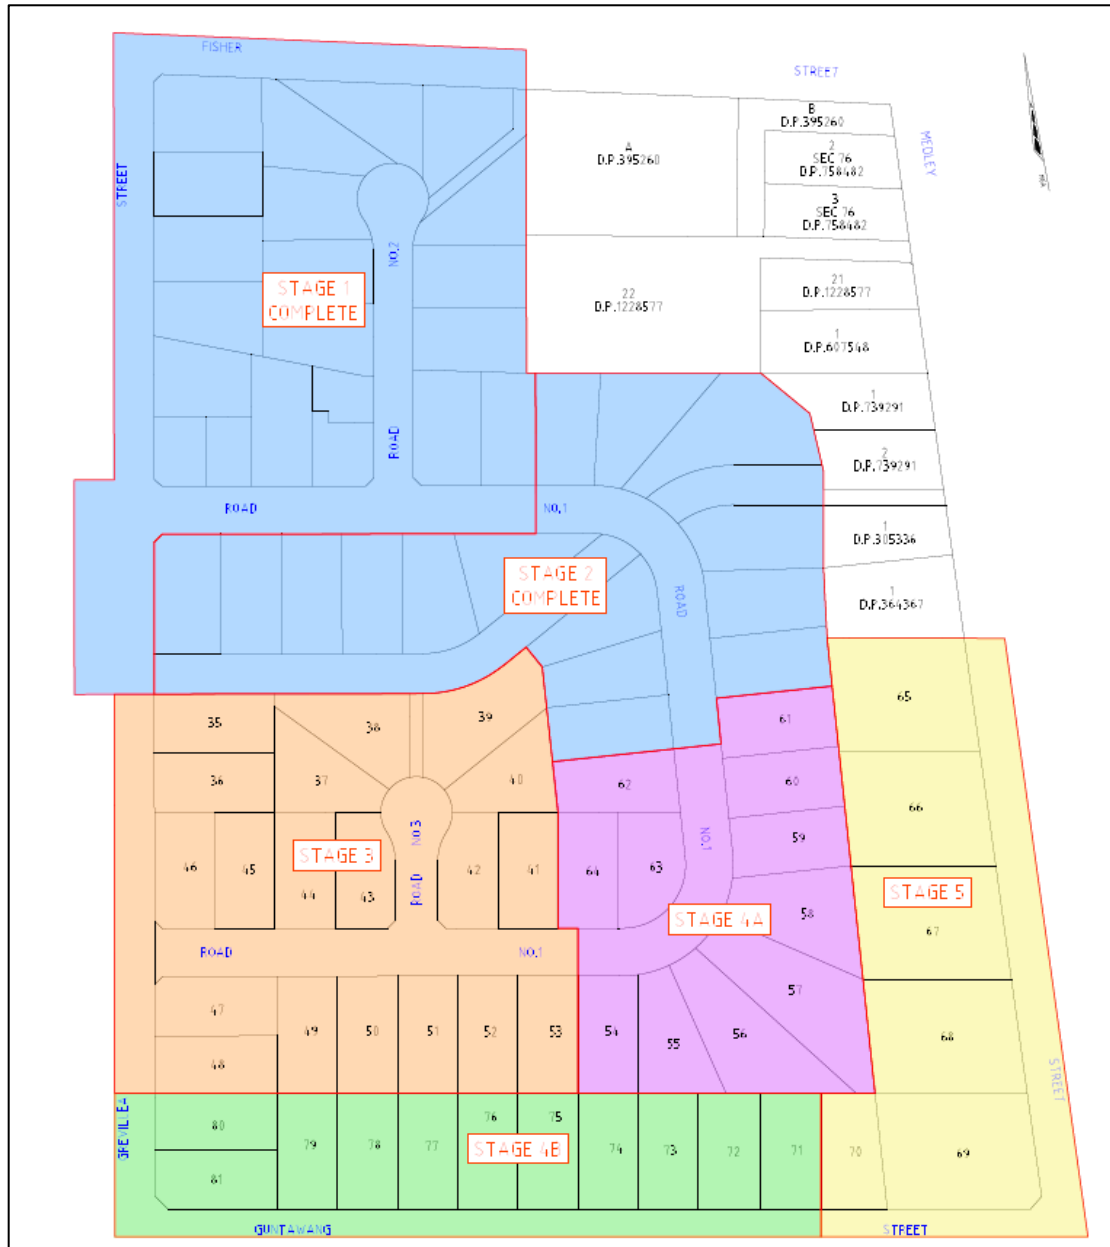 FISHER
STREET
B
D.P.395260
A
D.P.395260
2
SEC 76
D.P.758482
MEDLEY
STREET
3
SEC 76
D.P.758482
NO.2
STAGE 1
COMPLETE
22
D.P.1228577
21
D.P.1228577
1
D.P.607548
1
D.P.739291
ROAD
2
D.P.739291
ROAD
NO.1
1
D.P.305336
STAGE 2
COMPLETE
ROAD
1
D.P.364367
65
35
38
39
61
36
37
40
62
60
66
NO.3
NO.1
59
46
45
STAGE 3
44
43
ROAD
42
41
64
63
STAGE 5
58
STAGE 4A
67
ROAD
NO.1
57
47
49
50
51
52
53
54
55
56
68
48
STREET
GREVILLEA
80
79
78
77
76
75
STAGE 4B
74
73
72
71
70
69
81
GUNTAWANG
STREET